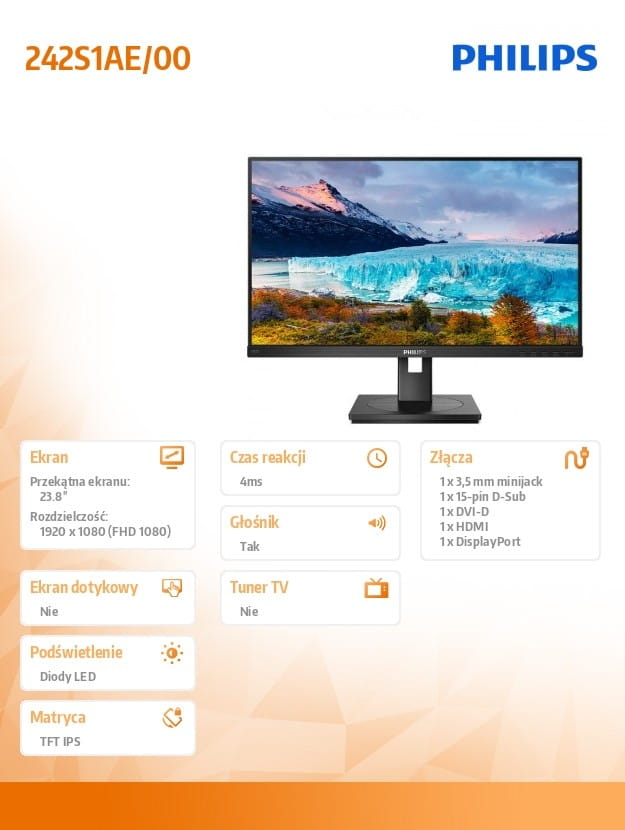 242S1AE/00
PHILIPS
PHILIPS
Ekran
Przekątna ekranu:
23.8"
Rozdzielczość:
1920 x 1080 (FHD 1080)
Ekran dotykowy
Nie
Podświetlenie
Diody LED
Matryca
TFT IPS
Czas reakcji
4ms
Głośnik
Tak
Tuner TV
Nie
Złącza
1 x 3,5 mm minijack
1 x 15-pin D-Sub
1 x DVI-D
1 x HDMI
1 x DisplayPort